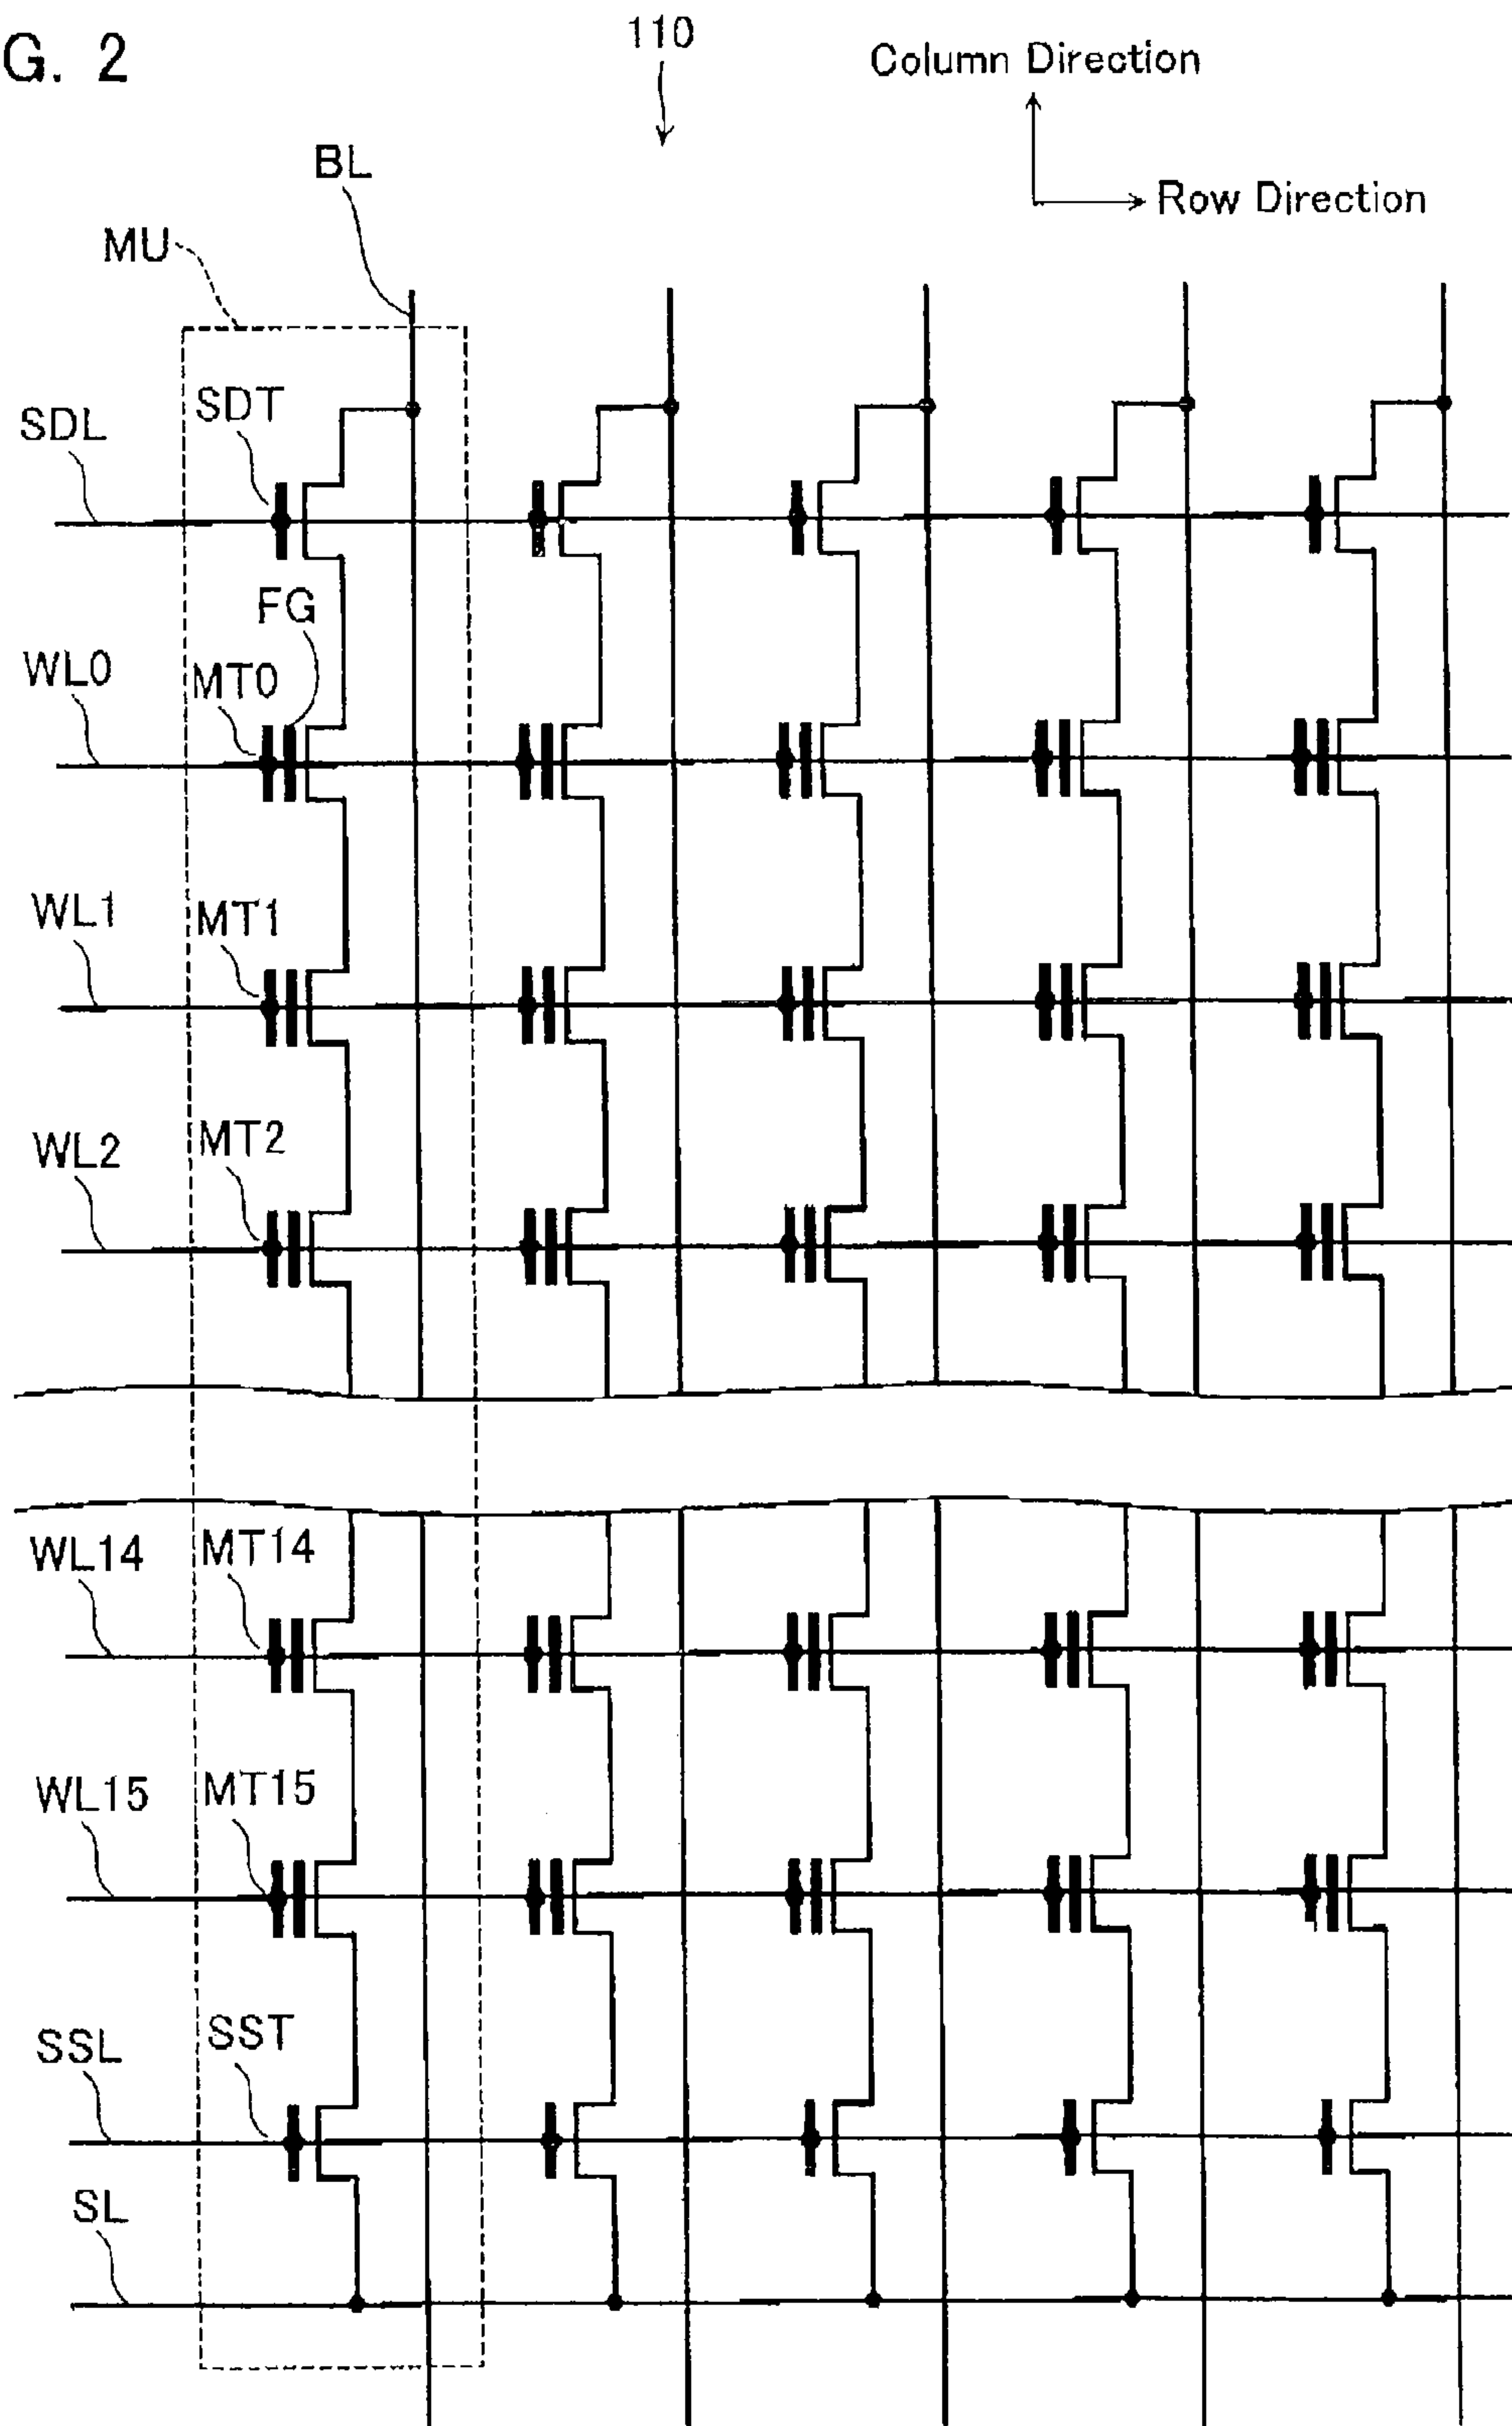 G. 2
110
Column Direction
Row Direction
BL
MU
SDT
SDL
FG
WL0
MT0
WL1
MT1
WL2
MT2
WL14
MT14
WL15
MT15
SSL
SST
SL